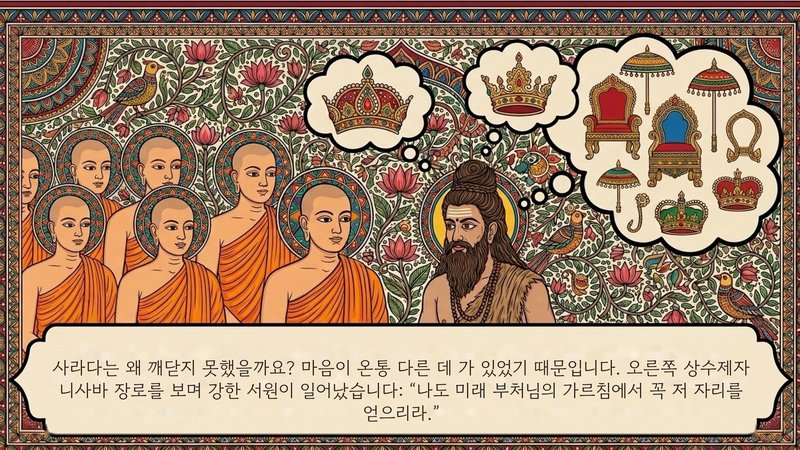 사라다는 왜 깨닫지 못했을까요? 마음이 온통 다른 데 가 있었기 때문입니다. 오른쪽 상수제자
니사바 장로를 보며 강한 서원이 일어났습니다: “나도 미래 부처님의 가르침에서 꼭 저 자리를
얻으리라.”